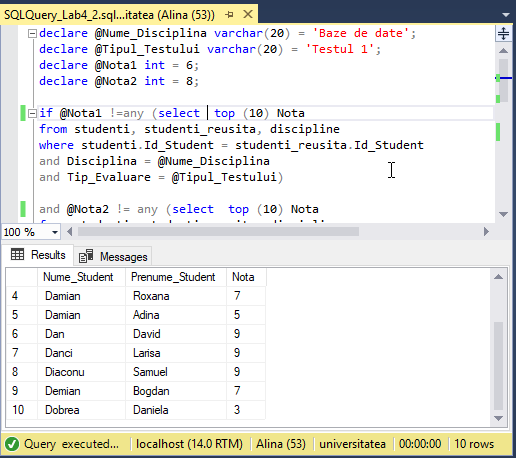 SQLQuery_Lab4_2.sql...itatea (Alina (53))
declare @Nume_Disciplina varchar(20) = 'Baze de date';
declare @Tipul_Testului varchar(20) = 'Testul 1';
declare @Nota1 int = 6;
declare @Nota2 int = 8;
if @Nota1 !=any (select top (10) Nota
from studenti, studenti_reusita, discipline
where studenti.Id_Student = studenti_reusita.Id_Student
and Disciplina = @Nume_Disciplina
and Tip_Evaluare = @Tipul_Testului)
and @Nota2 != any (select top (10) Nota
100 %
Results Messages
Nume_Student Prenume_Student Nota
4 Damian Roxana 7
5 Damian Adina 5
6 Dan David 9
7 Danci Larisa 9
8 Diaconu Samuel 9
9 Demian Bogdan 7
10 Dobrea Daniela 3
Query executed... localhost (14.0 RTM) Alina (53) universitatea 00:00:00 10 rows